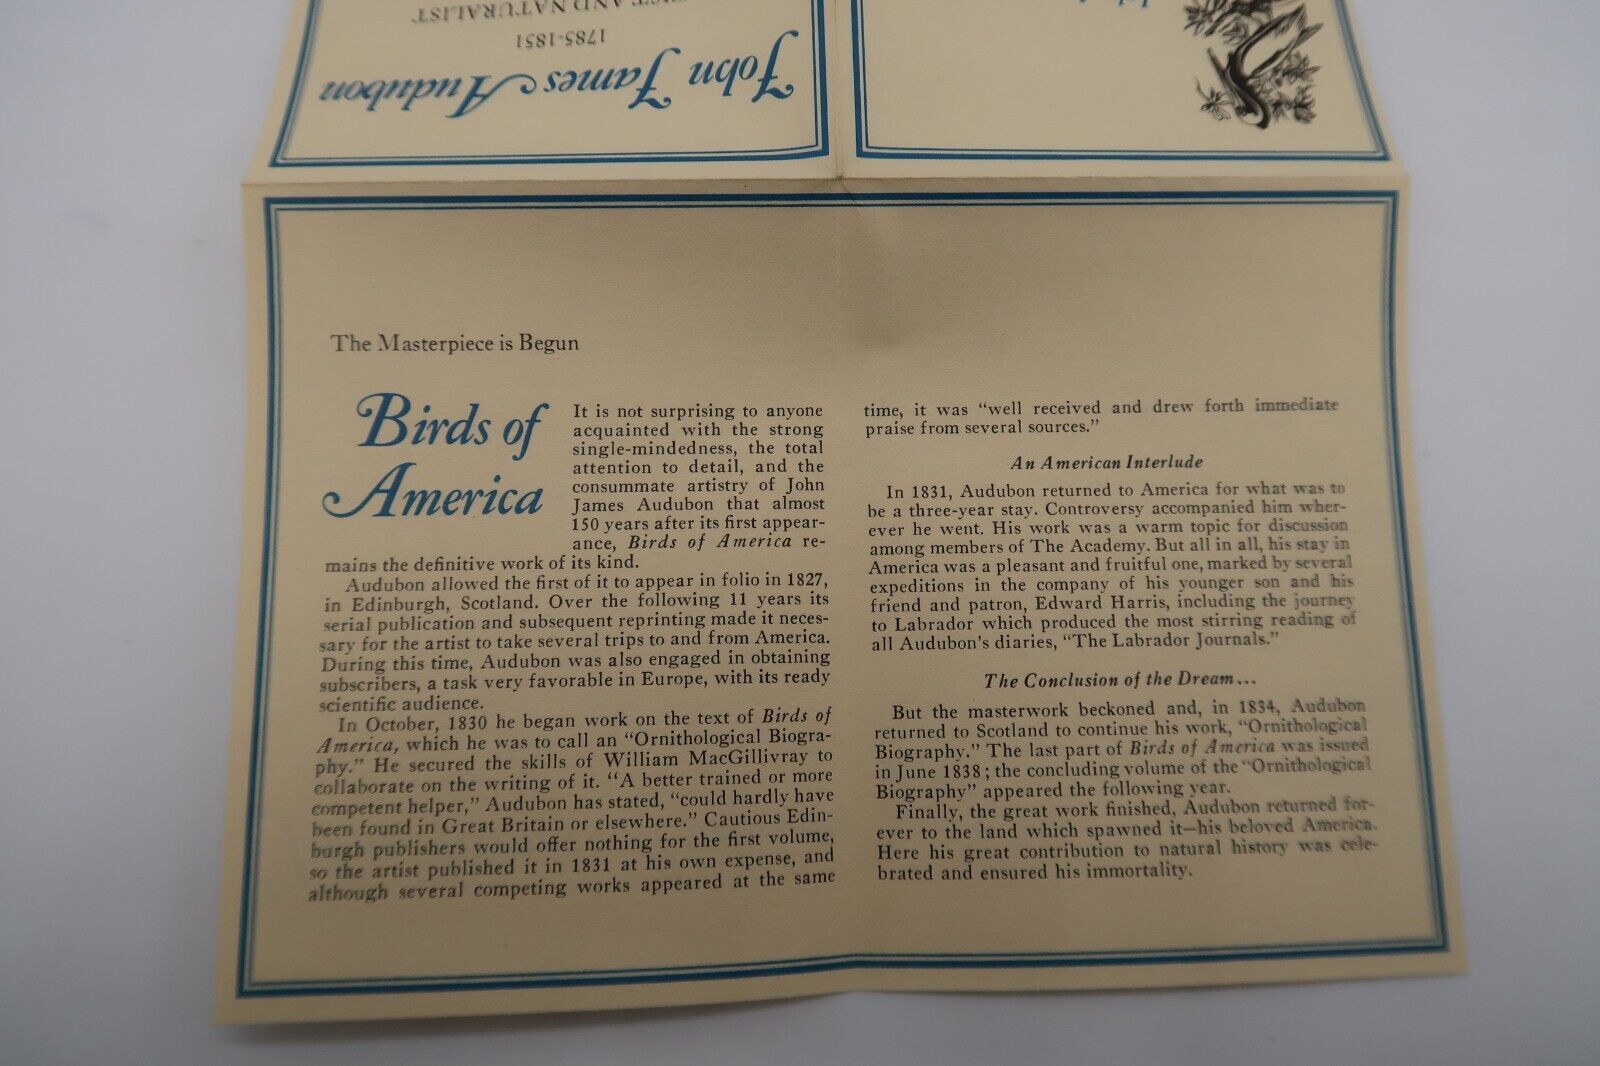 John James Audubon
1785-1851
AND NATURALIST
The Masterpiece is Begun
Birds of
America
It is not surprising to anyone
acquainted with the strong
single-mindedness, the total
attention to detail, and the
consummate artistry of John
James Audubon that almost
150 years after its first appear-
ance, Birds of America re-
mains the definitive work of its kind.
Audubon allowed the first of it to appear in folio in 1827,
in Edinburgh, Scotland. Over the following 11 years its
serial publication and subsequent reprinting made it neces-
sary for the artist to take several trips to and from America.
During this time, Audubon was also engaged in obtaining
subscribers, a task very favorable in Europe, with its ready
scientific audience.
In October, 1830 he began work on the text of Birds of
America, which he was to call an “Ornithological Biogra-
phy.” He secured the skills of William MacGillivray to
collaborate on the writing of it. “A better trained or more
competent helper,” Audubon has stated, “could hardly have
been found in Great Britain or elsewhere.” Cautious Edin-
burgh publishers would offer nothing for the first volume,
so the artist published it in 1831 at his own expense, and
although several competing works appeared at the same
time, it was “well received and drew forth immediate
praise from several sources.”
An American Interlude
In 1831, Audubon returned to America for what was to
be a three-year stay. Controversy accompanied him wher-
ever he went. His work was a warm topic for discussion
among members of The Academy. But all in all, his stay in
America was a pleasant and fruitful one, marked by several
expeditions in the company of his younger son and his
friend and patron, Edward Harris, including the journey
to Labrador which produced the most stirring reading of
all Audubon’s diaries, “The Labrador Journals.”
The Conclusion of the Dream...
But the masterwork beckoned and, in 1834, Audubon
returned to Scotland to continue his work, “Ornithological
Biography.” The last part of Birds of America was issued
in June 1838; the concluding volume of the “Ornithological
Biography” appeared the following year.
Finally, the great work finished, Audubon returned for-
ever to the land which spawned it—his beloved America.
Here his great contribution to natural history was cele-
brated and ensured his immortality.